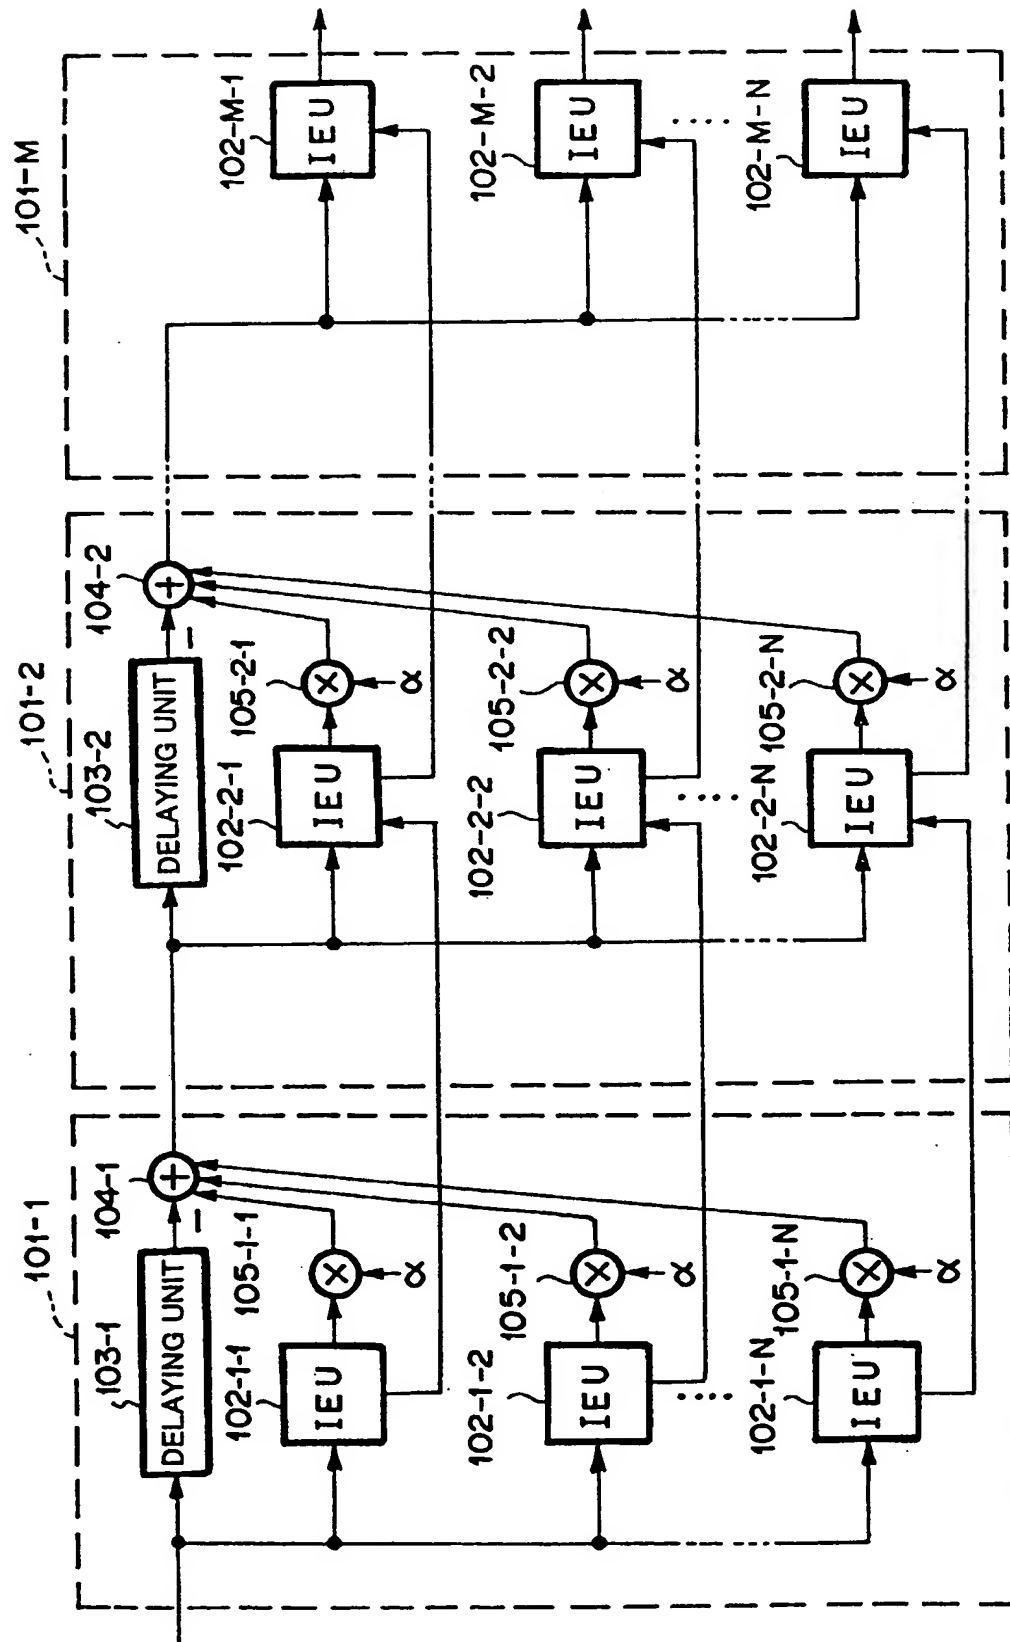 101-1
103-1
DELAYING UNIT
104-1
+
−
102-1-1
IEU
105-1-1
×
α
102-1-2
IEU
105-1-2
×
α
.....
102-1-N
IEU
105-1-N
×
α
101-2
103-2
DELAYING UNIT
104-2
+
−
102-2-1
IEU
105-2-1
×
α
102-2-2
IEU
105-2-2
×
α
.....
102-2-N
IEU
105-2-N
×
α
101-M
102-M-1
IEU
102-M-2
IEU
.....
102-M-N
IEU